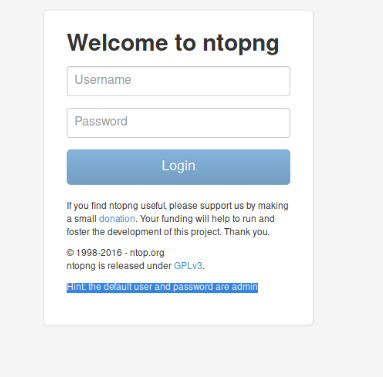 Welcome to ntopng
Username
Password
Login
If you find ntopng useful, please support us by making
a small donation. Your funding will help to run and
foster the development of this project. Thank you.
© 1998-2016 - ntop.org
ntopng is released under GPLv3.
Hint: the default user and password are admin